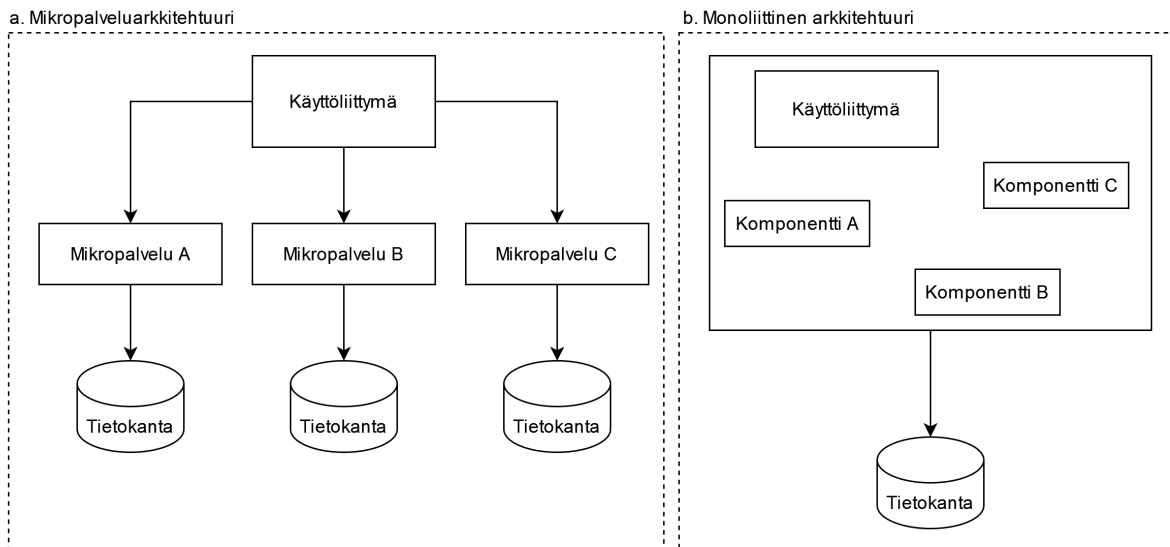 a. Mikropalveluarkkitehtuuri
Käyttöliittymä
Mikropalvelu A
Mikropalvelu B
Mikropalvelu C
Tietokanta
Tietokanta
Tietokanta
b. Monoliittinen arkkitehtuuri
Käyttöliittymä
Komponentti C
Komponentti A
Komponentti B
Tietokanta